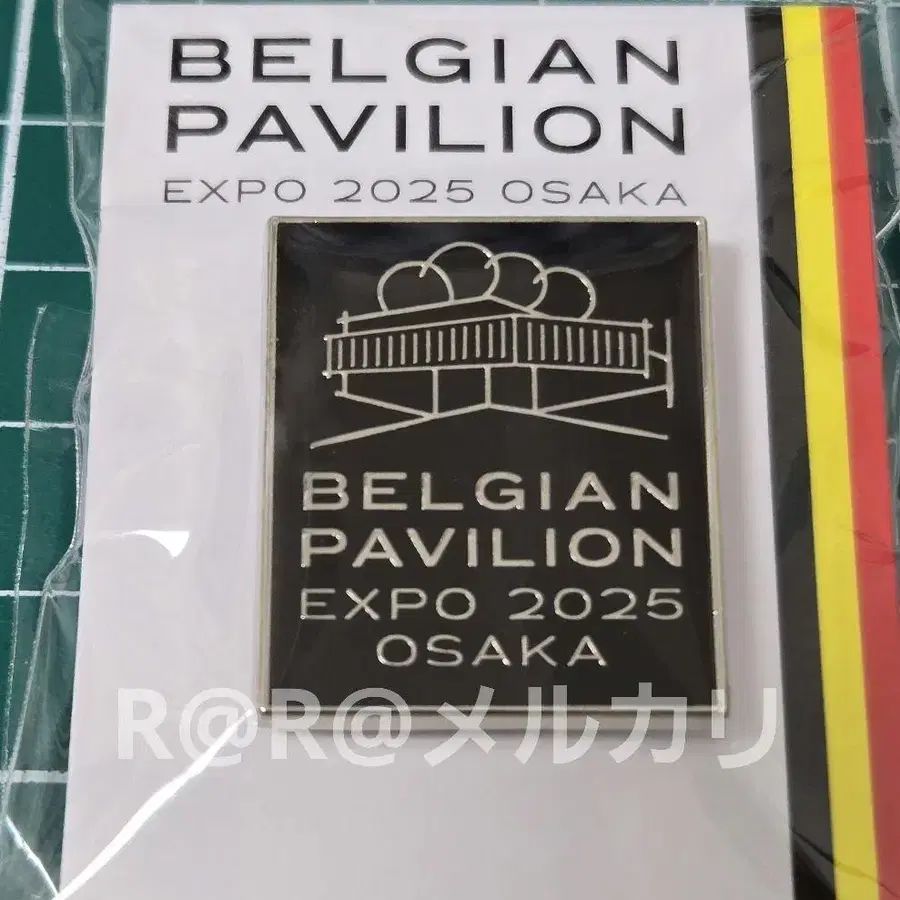 BELGIAN
PAVILION
EXPO 2025 OSAKA
BELGIAN
PAVILION
EXPO 2025
OSAKA
R@R@メルカリ